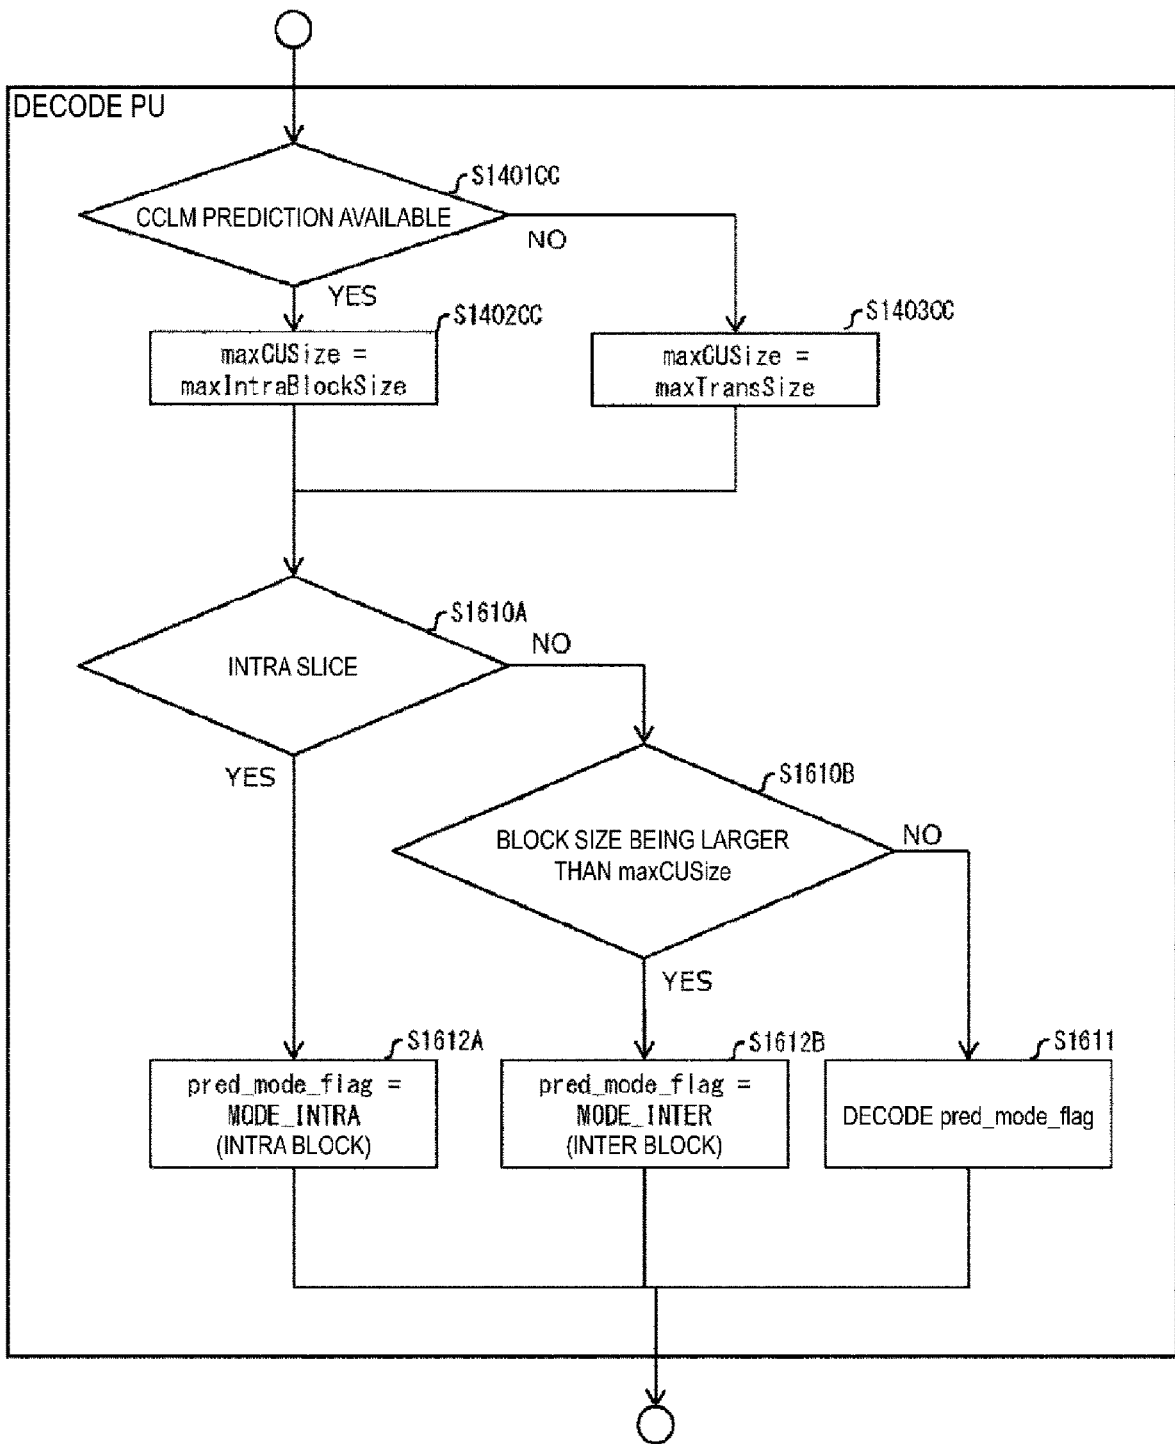 DECODE PU
S1401CC
CCLM PREDICTION AVAILABLE
NO
YES
S1402CC
S1403CC
maxCUSize =
maxIntraBlockSize
maxCUSize =
maxTransSize
S1610A
NO
INTRA SLICE
YES
S1610B
NO
BLOCK SIZE BEING LARGER
THAN maxCUSize
YES
S1612A
S1612B
S1611
pred_mode_flag =
MODE_INTRA
(INTRA BLOCK)
pred_mode_flag =
MODE_INTER
(INTER BLOCK)
DECODE pred_mode_flag